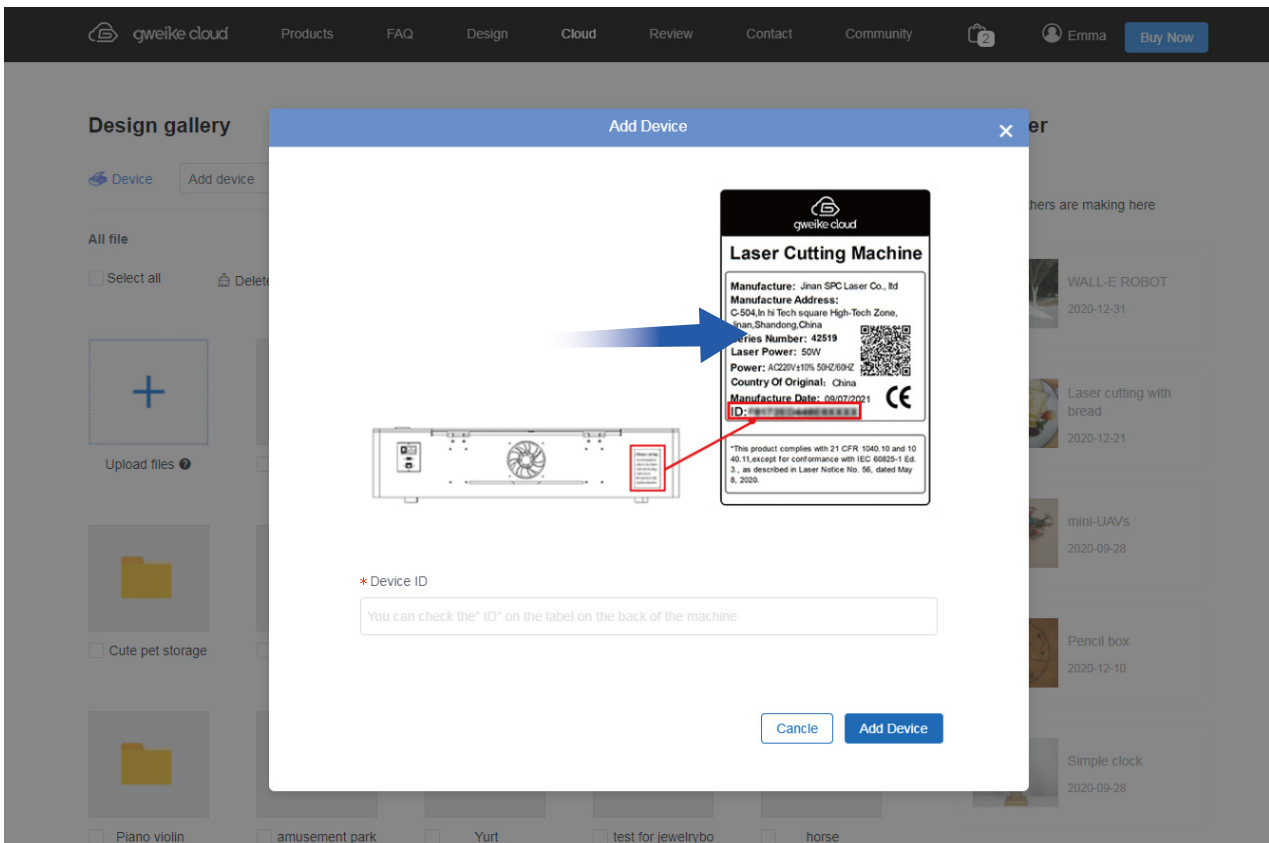 gweike cloud
Products
FAQ
Design
Cloud
Review
Contact
Community
2
Emma
Buy Now
Design gallery
Device
Add device
All file
Select all
Delete
Upload files
Cute pet storage
Piano violin
amusement park
Yurt
test for jewelrybo
horse
Add Device
gweike cloud
Laser Cutting Machine
Manufacture: Jinan SPC Laser Co., ltd
Manufacture Address:
C-504,In hi Tech square High-Tech Zone,
Jinan,Shandong,China
Series Number: 42519
Laser Power: 50W
Power: AC220V±10% 50HZ/60HZ
Country Of Original: China
Manufacture Date: 09/07/2021
CE
ID:
*This product complies with 21 CFR 1040.10 and 10
40.11,except for conformance with IEC 60825-1 Ed.
3., as described in Laser Notice No. 56, dated May
8, 2020.
* Device ID
You can check the" ID" on the label on the back of the machine
Cancle
Add Device
er
hers are making here
WALL-E ROBOT
2020-12-31
Laser cutting with
bread
2020-12-21
mini-UAVs
2020-09-28
Pencil box
2020-12-10
Simple clock
2020-09-28